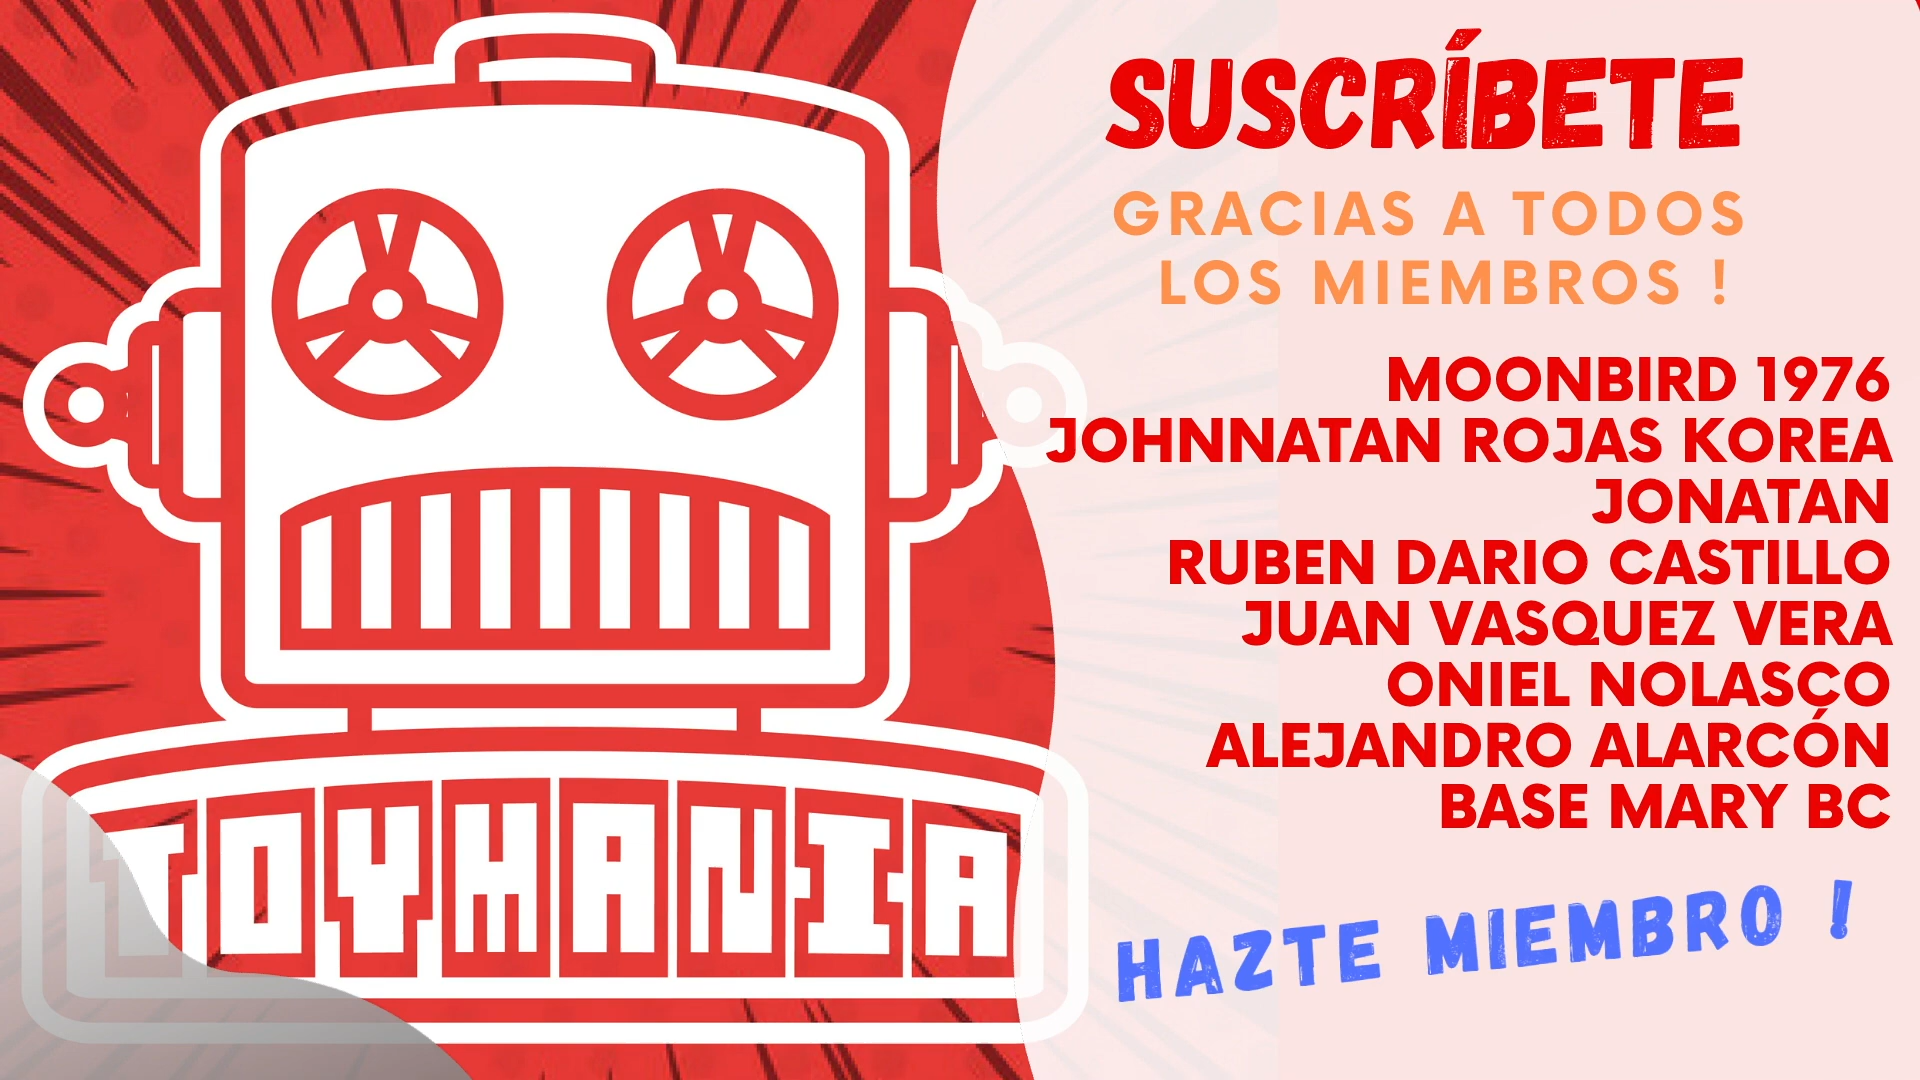 SUSCRÍBETE
GRACIAS A TODOS
LOS MIEMBROS !
MOONBIRD 1976
JOHNNATAN ROJAS KOREA
JONATAN
RUBEN DARIO CASTILLO
JUAN VASQUEZ VERA
ONIEL NOLASCO
ALEJANDRO ALARCÓN
BASE MARY BC
HAZTE MIEMBRO !
TOYMANIA